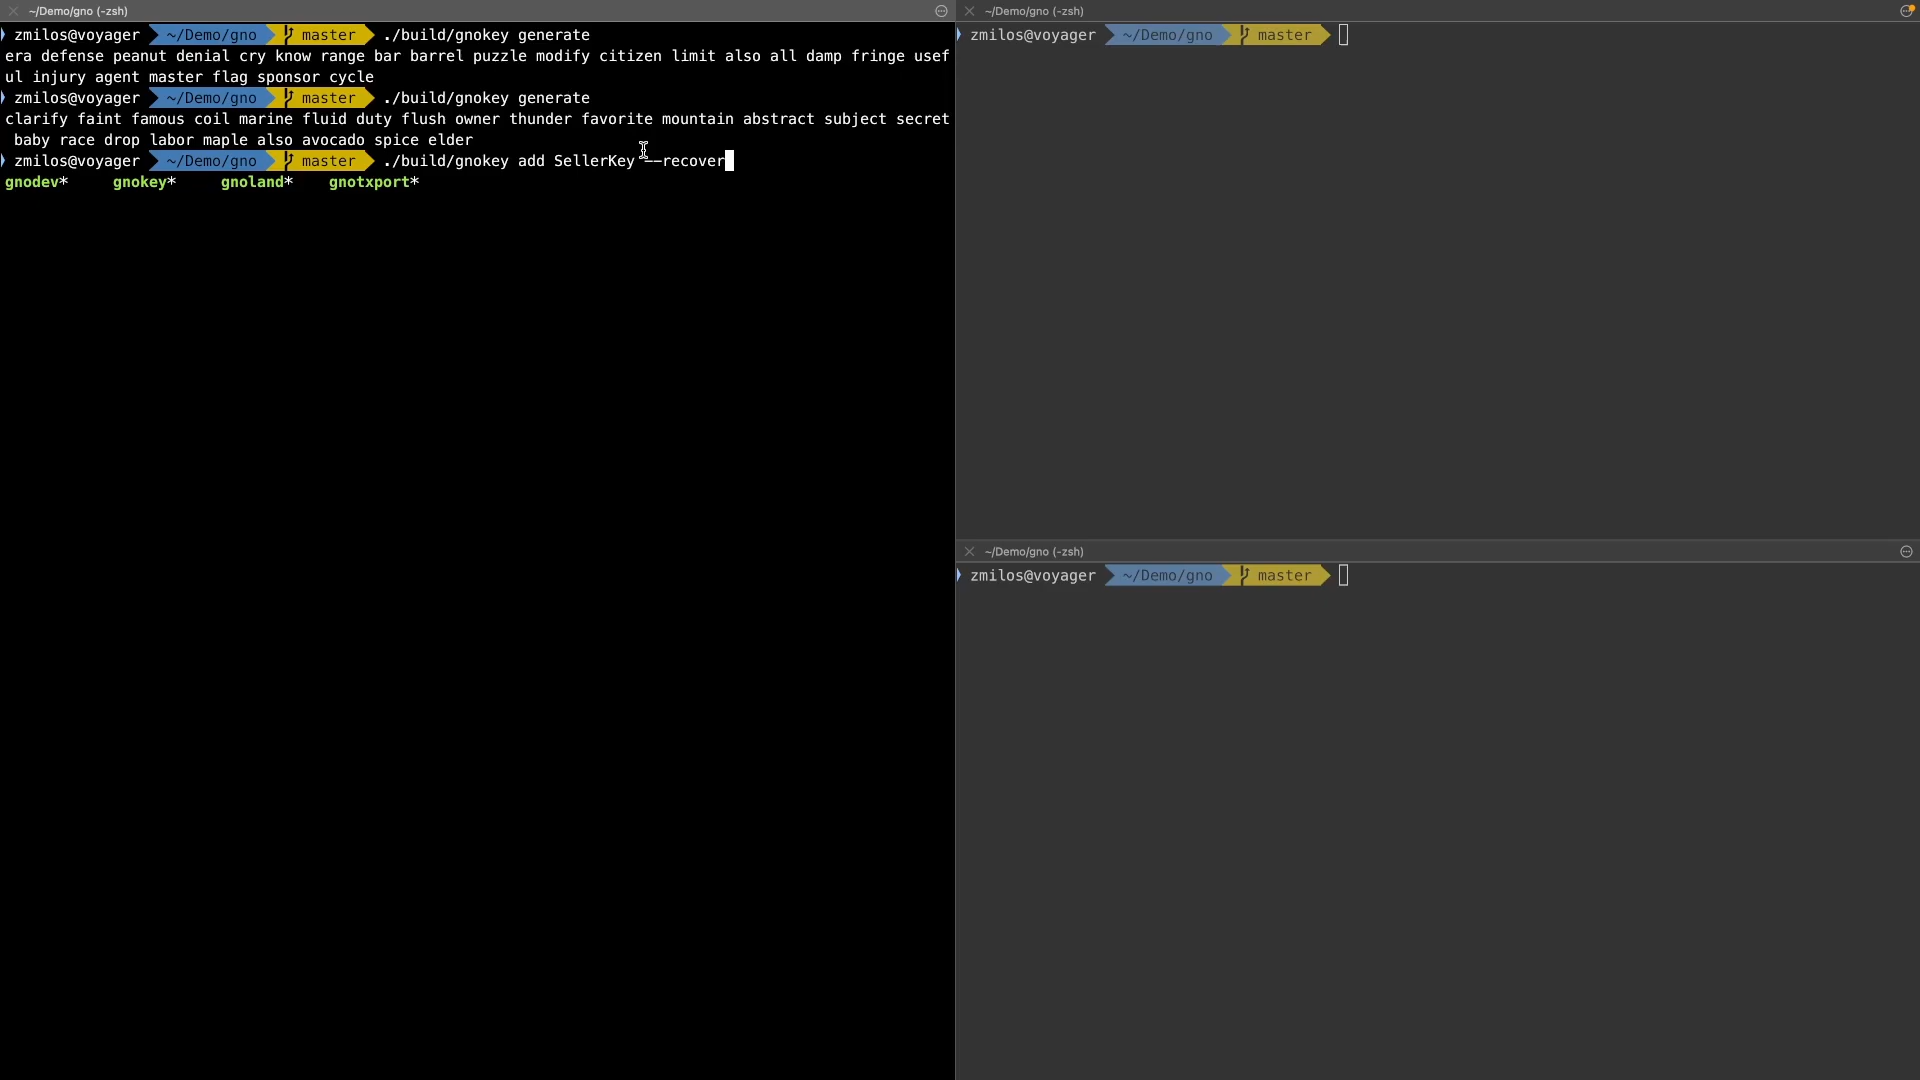 ~/Demo/gno (-zsh)
zmilos@voyager ~/Demo/gno master ./build/gnokey generate
era defense peanut denial cry know range bar barrel puzzle modify citizen limit also all damp fringe usef
ul injury agent master flag sponsor cycle
zmilos@voyager ~/Demo/gno master ./build/gnokey generate
clarify faint famous coil marine fluid duty flush owner thunder favorite mountain abstract subject secret
baby race drop labor maple also avocado spice elder
zmilos@voyager ~/Demo/gno master ./build/gnokey add SellerKey --recover
gnodev* gnokey* gnoland* gnotxport*
~/Demo/gno (-zsh)
zmilos@voyager ~/Demo/gno master
~/Demo/gno (-zsh)
zmilos@voyager ~/Demo/gno master